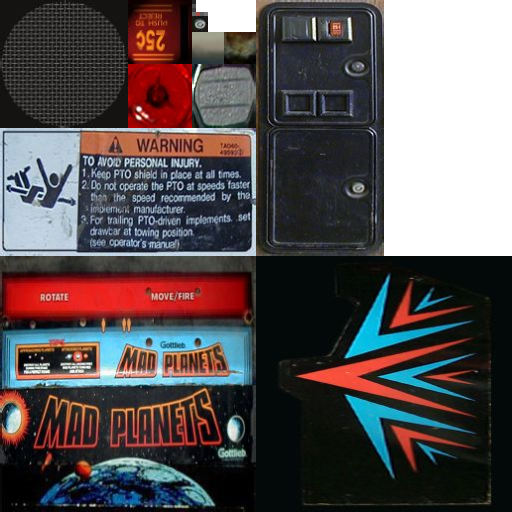 PUSH TO
REJECT
25¢
WARNING
TA040-
TO AVOID PERSONAL INJURY.
1. Keep PTO shield in place at all times.
2. Do not operate the PTO at speeds faster
than the speed recommended by the
implement manufacturer.
3. For trailing PTO-driven implements, set
drawbar at towing position.
(see operator's manual)
ROTATE
MOVE/FIRE
Gottlieb
MAD PLANETS
MAD PLANETS
Gottlieb